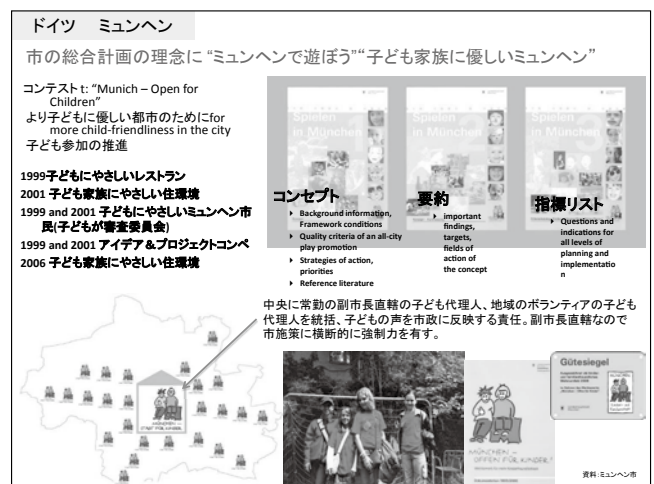 ドイツ　ミュンヘン
市の総合計画の理念に “ミュンヘンで遊ぼう”“子ども家族に優しいミュンヘン”
コンテスト t: “Munich – Open for
Children”
より子どもに優しい都市のためにfor
more child-friendliness in the city
子ども参加の推進
1999子どもにやさしいレストラン
2001 子ども家族にやさしい住環境
1999 and 2001 子どもにやさしいミュンヘン市
民(子どもが審査委員会)
1999 and 2001 アイデア＆プロジェクトコンペ
2006 子ども家族にやさしい住環境
Spielen
in München
1
コンセプト
Background information,
Framework conditions
Quality criteria of an all-city
play promotion
Strategies of action,
priorities
Reference literature
Spielen
in München
2
要約
important
findings,
targets,
fields of
action of
the concept
Spielen
in München
3
指標リスト
Questions and
indications for
all levels of
planning and
implementatio
n
中央に常勤の副市長直轄の子ども代理人、地域のボランティアの子ども
代理人を統括、子どもの声を市政に反映する責任。副市長直轄なので
市施策に横断的に強制力を有す。
MÜNCHEN –
STADT FÜR KINDER
MÜNCHEN –
OFFEN FÜR KINDER
Gütesiegel
資料：ミュンヘン市